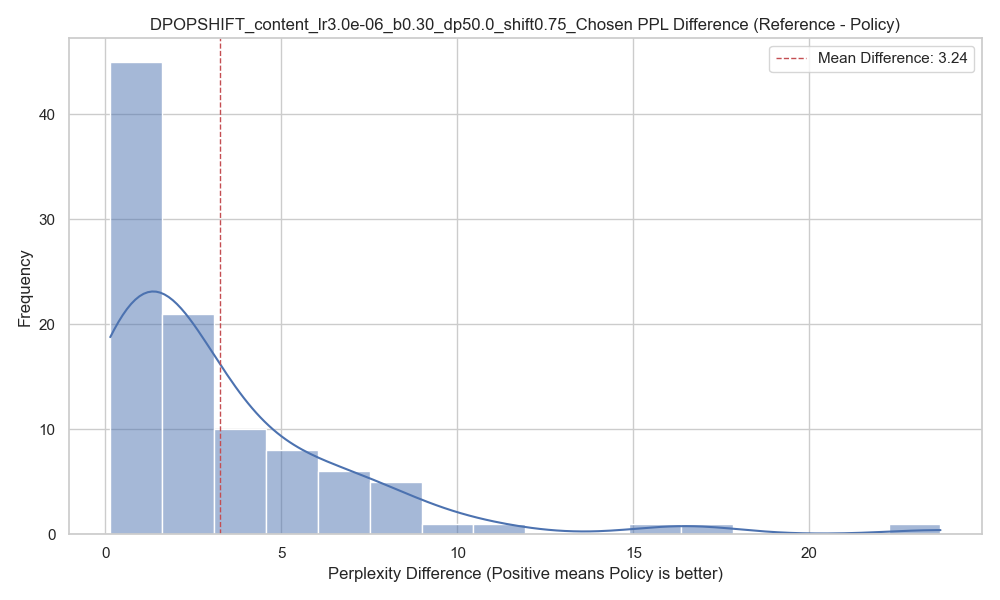 DPOPSHIFT_content_lr3.0e-06_b0.30_dp50.0_shift0.75_Chosen PPL Difference (Reference - Policy)
Mean Difference: 3.24
Frequency
40
30
20
10
0
0 5 10 15 20
Perplexity Difference (Positive means Policy is better)